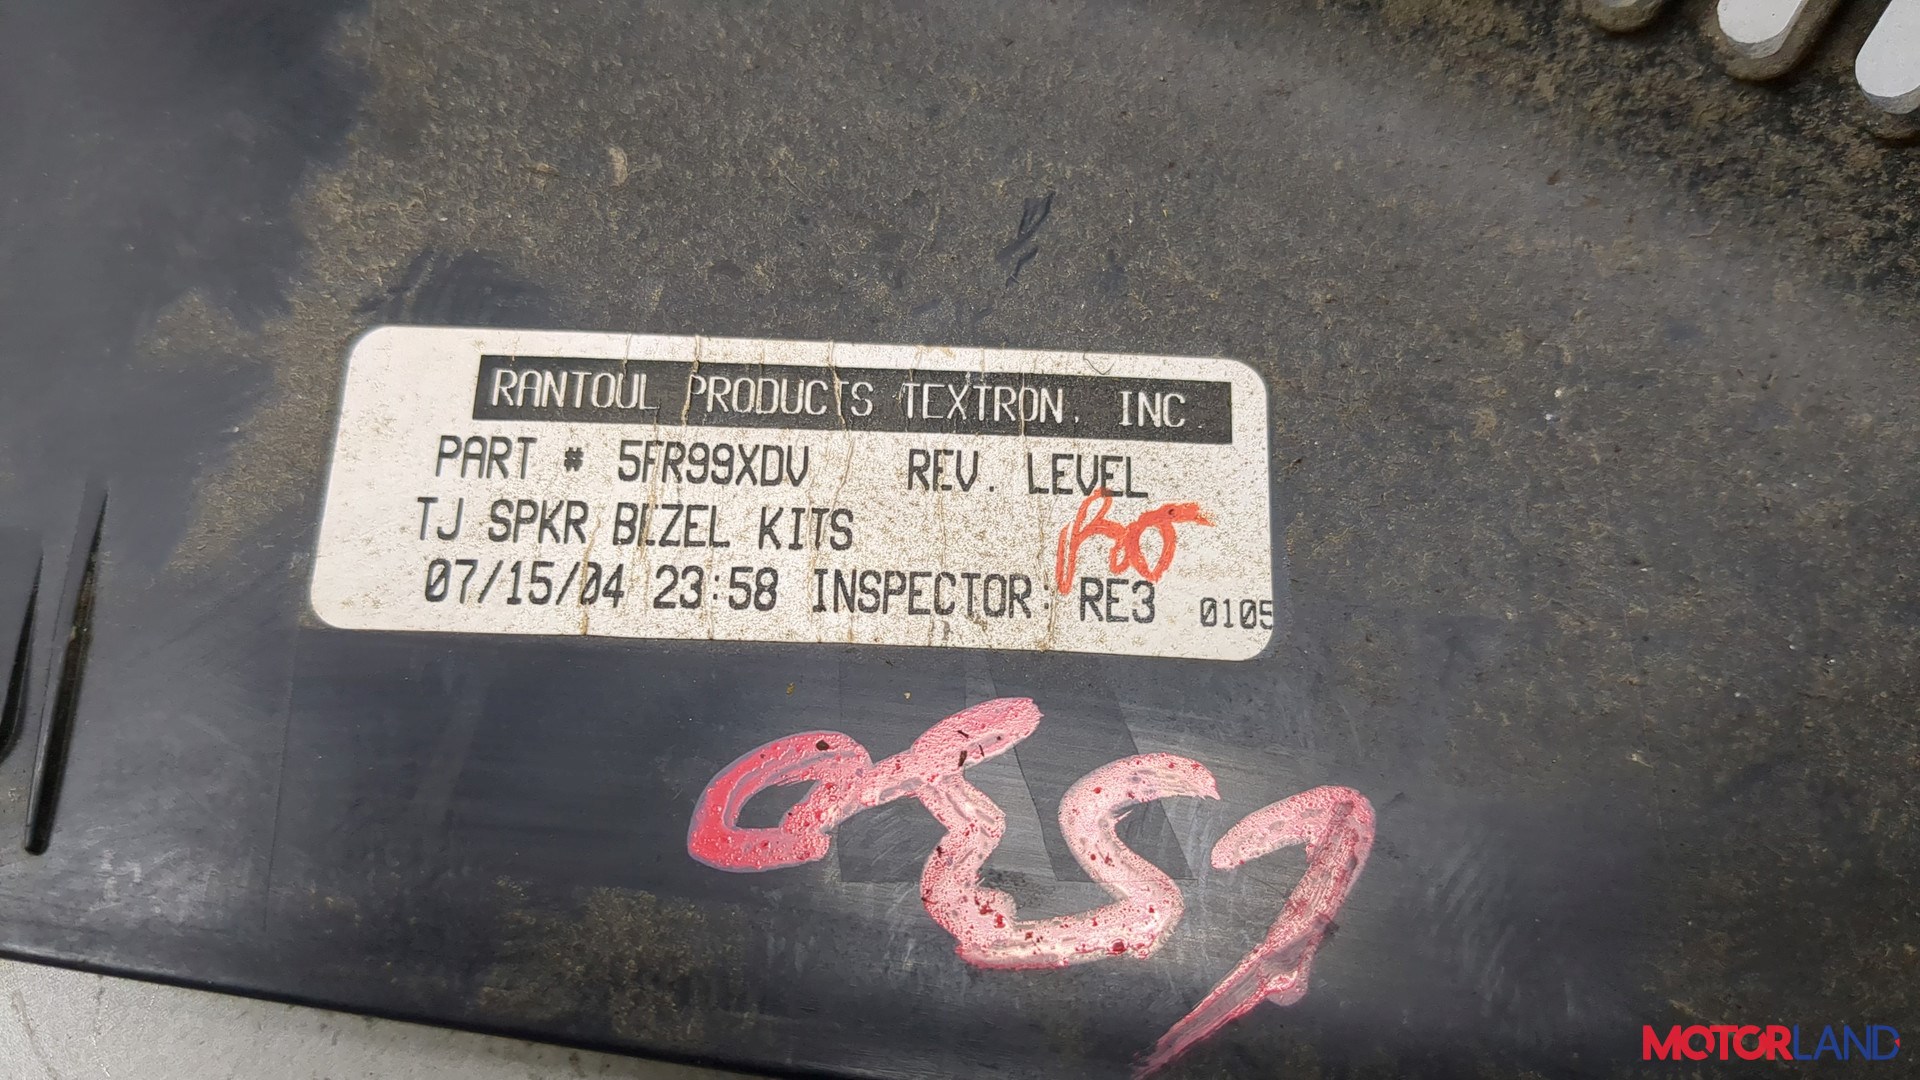 RANTOUL PRODUCTS TEXTRON, INC.
PART # 5FR99XDV REV. LEVEL
TJ SPKR BEZEL KITS
07/15/04 23:58 INSPECTOR: RE3 0105
MOTORLAND